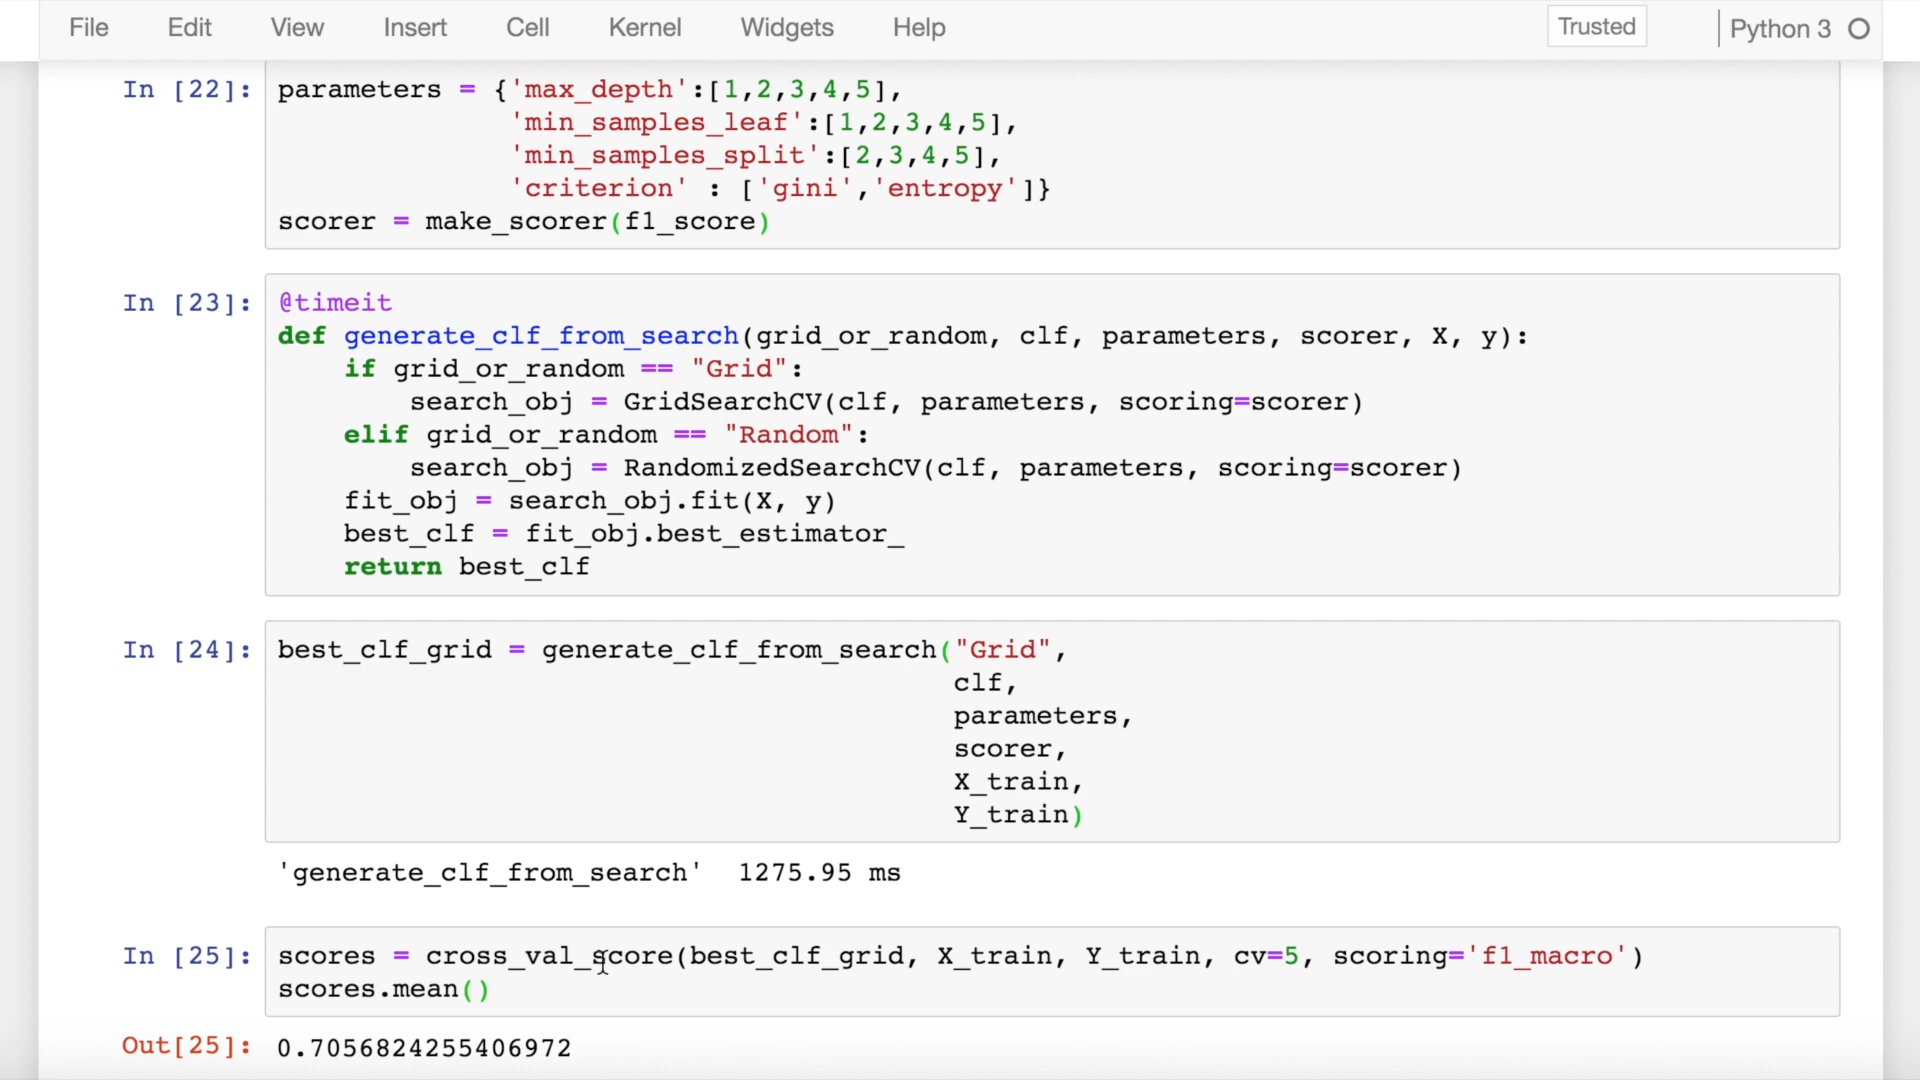 File Edit View Insert Cell Kernel Widgets Help Trusted Python 3
In [22]: parameters = {'max_depth':[1,2,3,4,5],
'min_samples_leaf':[1,2,3,4,5],
'min_samples_split':[2,3,4,5],
'criterion' : ['gini','entropy']}
scorer = make_scorer(f1_score)
In [23]: @timeit
def generate_clf_from_search(grid_or_random, clf, parameters, scorer, X, y):
if grid_or_random == "Grid":
search_obj = GridSearchCV(clf, parameters, scoring=scorer)
elif grid_or_random == "Random":
search_obj = RandomizedSearchCV(clf, parameters, scoring=scorer)
fit_obj = search_obj.fit(X, y)
best_clf = fit_obj.best_estimator_
return best_clf
In [24]: best_clf_grid = generate_clf_from_search("Grid",
clf,
parameters,
scorer,
X_train,
Y_train)
'generate_clf_from_search' 1275.95 ms
In [25]: scores = cross_val_score(best_clf_grid, X_train, Y_train, cv=5, scoring='f1_macro')
scores.mean()
Out[25]: 0.7056824255406972